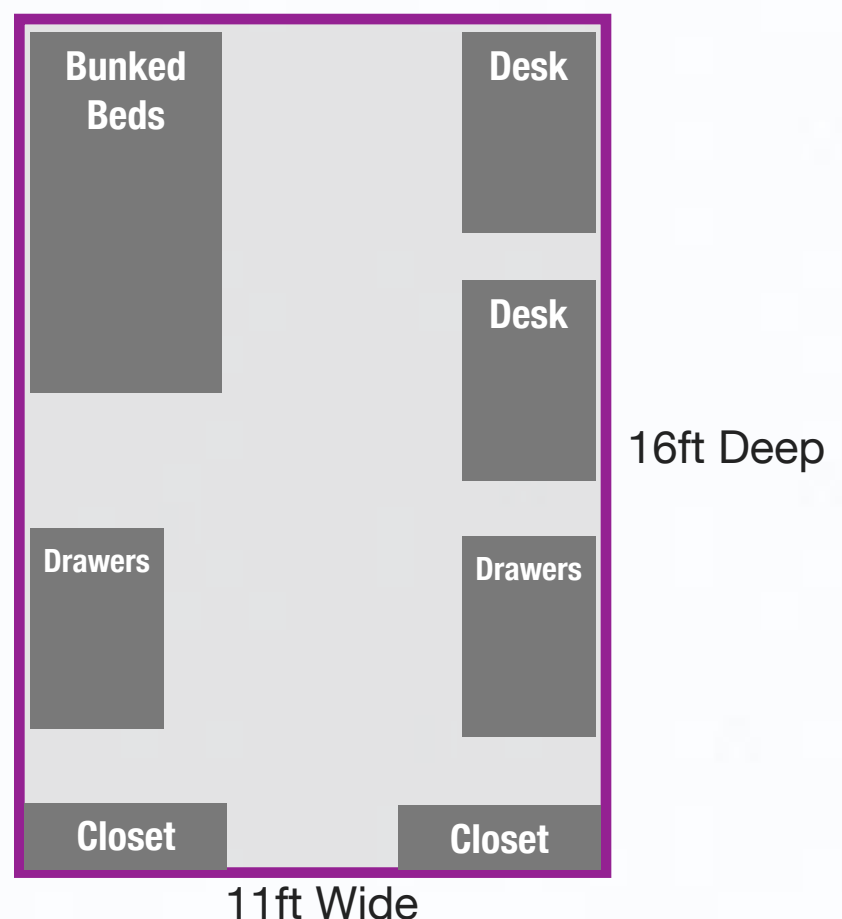 Bunked
Beds
Desk
Desk
16ft Deep
Drawers
Drawers
Closet
Closet
11ft Wide